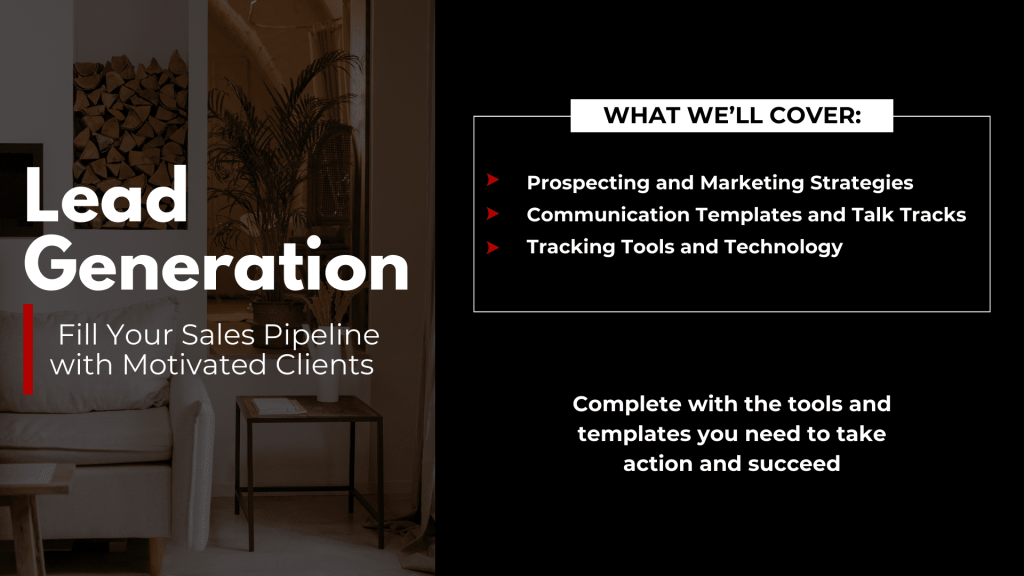 Lead
Generation
Fill Your Sales Pipeline
with Motivated Clients
WHAT WE’LL COVER:
Prospecting and Marketing Strategies
Communication Templates and Talk Tracks
Tracking Tools and Technology
Complete with the tools and
templates you need to take
action and succeed